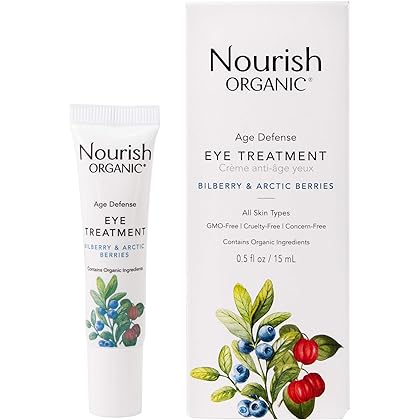 Nourish
ORGANIC®
Age Defense
EYE
TREATMENT
BILBERRY & ARCTIC
BERRIES
Contains Organic Ingredients
Nourish
ORGANIC®
Age Defense
EYE TREATMENT
Crème anti-âge yeux
BILBERRY & ARCTIC BERRIES
All Skin Types
GMO-Free | Cruelty-Free | Concern-Free
Contains Organic Ingredients
0.5 fl oz / 15 mL